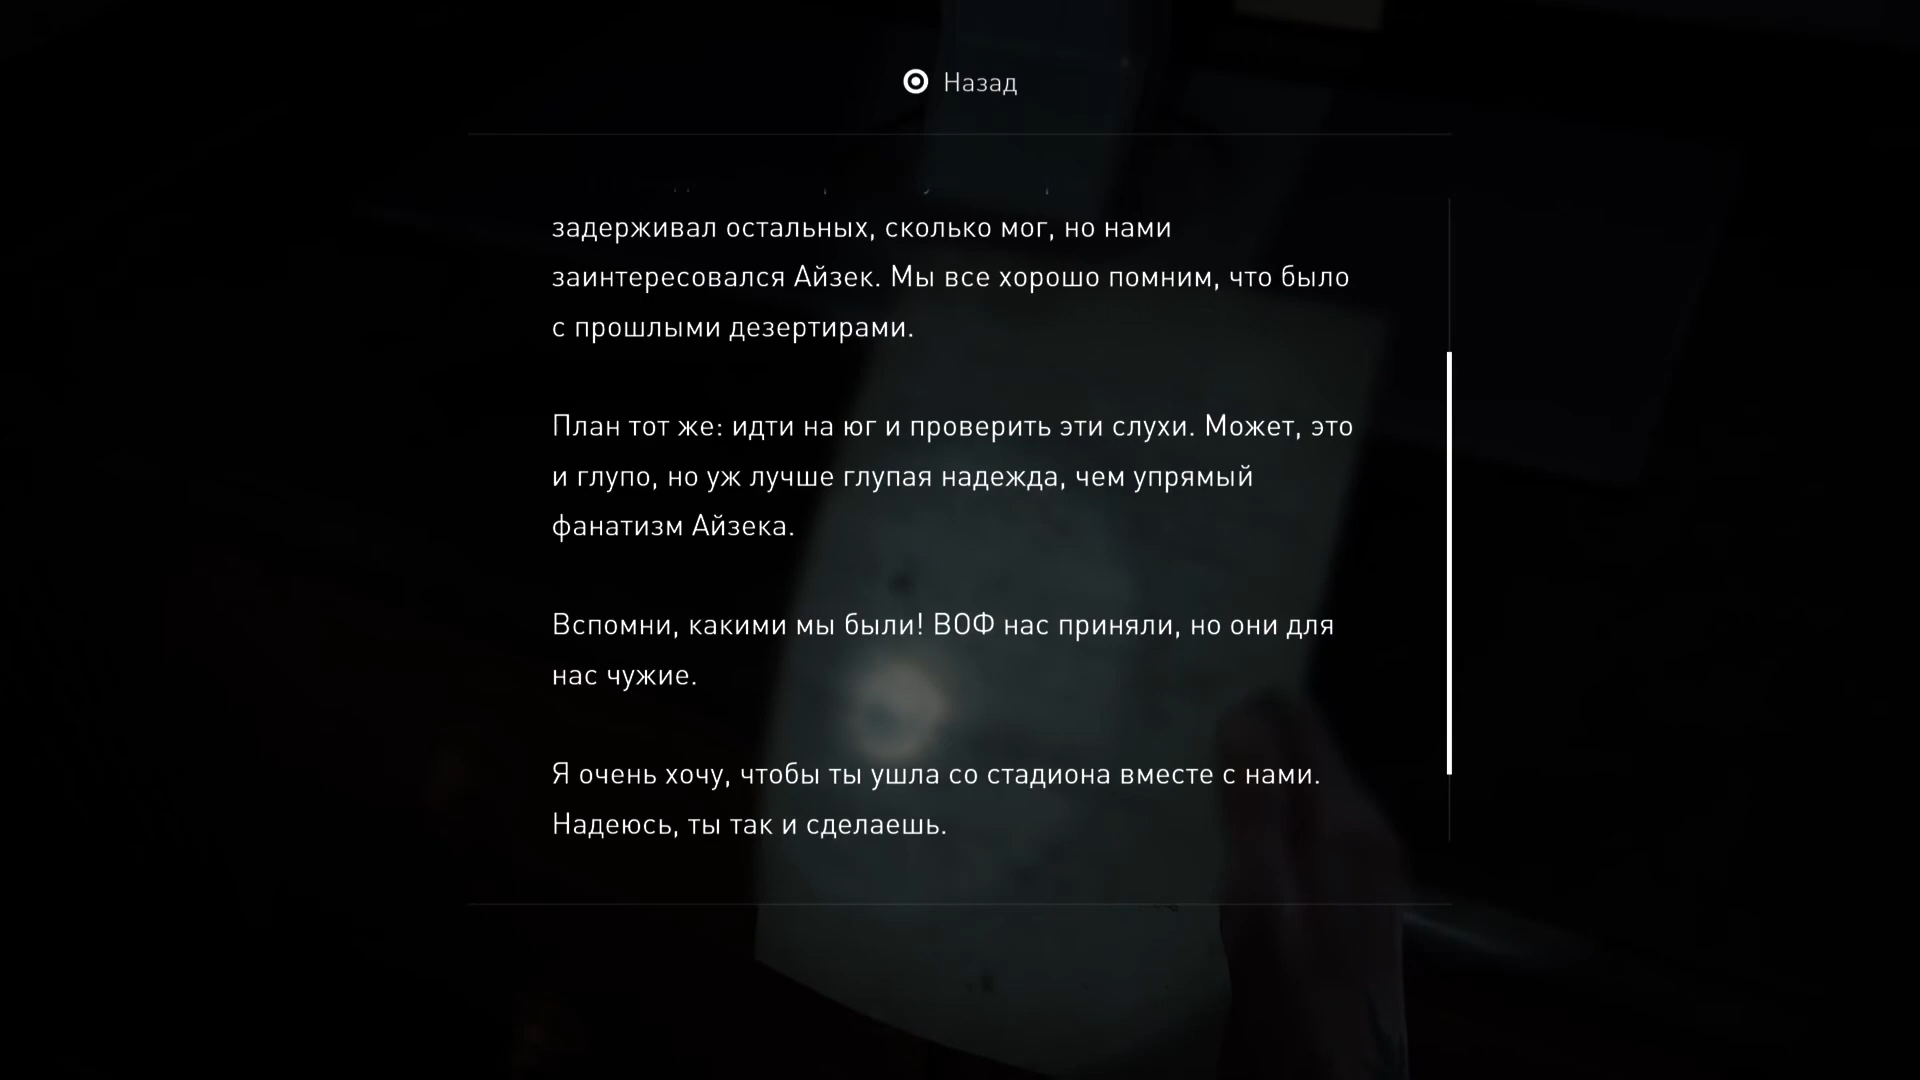 Назад
задерживал остальных, сколько мог, но нами
заинтересовался Айзек. Мы все хорошо помним, что было
с прошлыми дезертирами.
План тот же: идти на юг и проверить эти слухи. Может, это
и глупо, но уж лучше глупая надежда, чем упрямый
фанатизм Айзека.
Вспомни, какими мы были! ВОФ нас приняли, но они для
нас чужие.
Я очень хочу, чтобы ты ушла со стадиона вместе с нами.
Надеюсь, ты так и сделаешь.